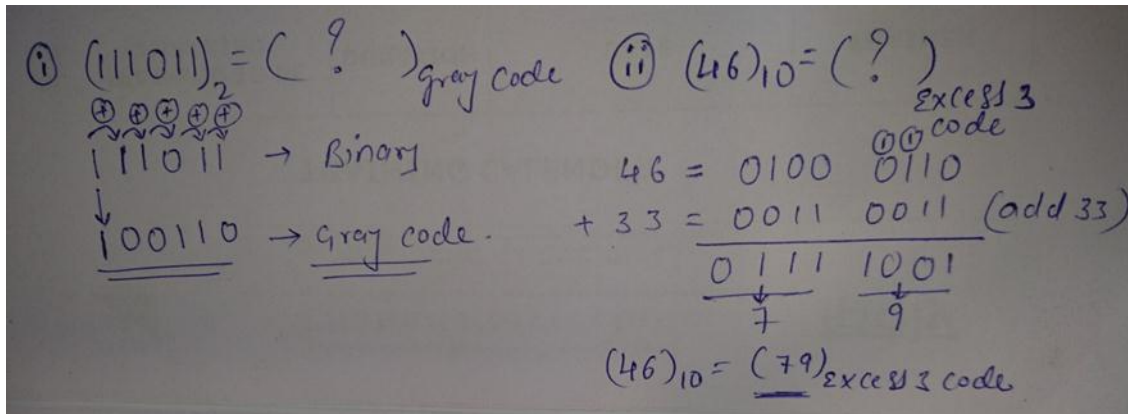 (i) (111011)₂ = ( ? ) gray code
⊕ ⊕ ⊕ ⊕ ⊕
111011 → Binary
↓
100110 → Gray code.
(ii) (46)₁₀ = ( ? ) Excess 3 code
① ①
46 = 0100 0110
+ 33 = 0011 0011 (add 33)
0111 1001
↓ ↓
7 9
(46)₁₀ = (79) Excess 3 code